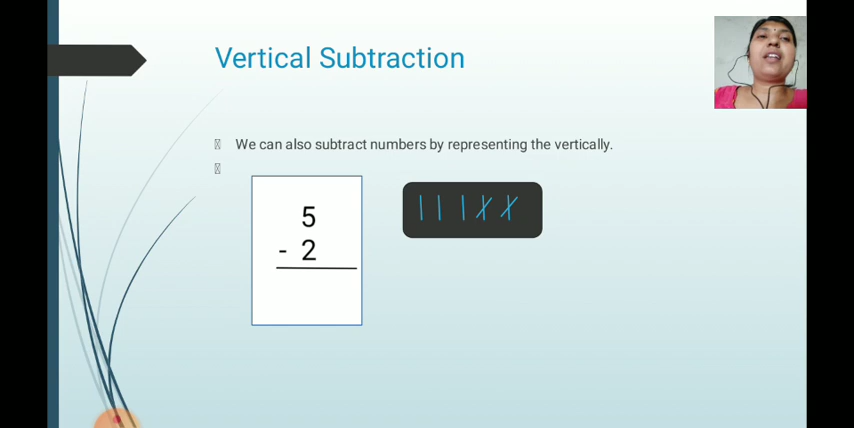 Vertical Subtraction
We can also subtract numbers by representing the vertically.
5
- 2